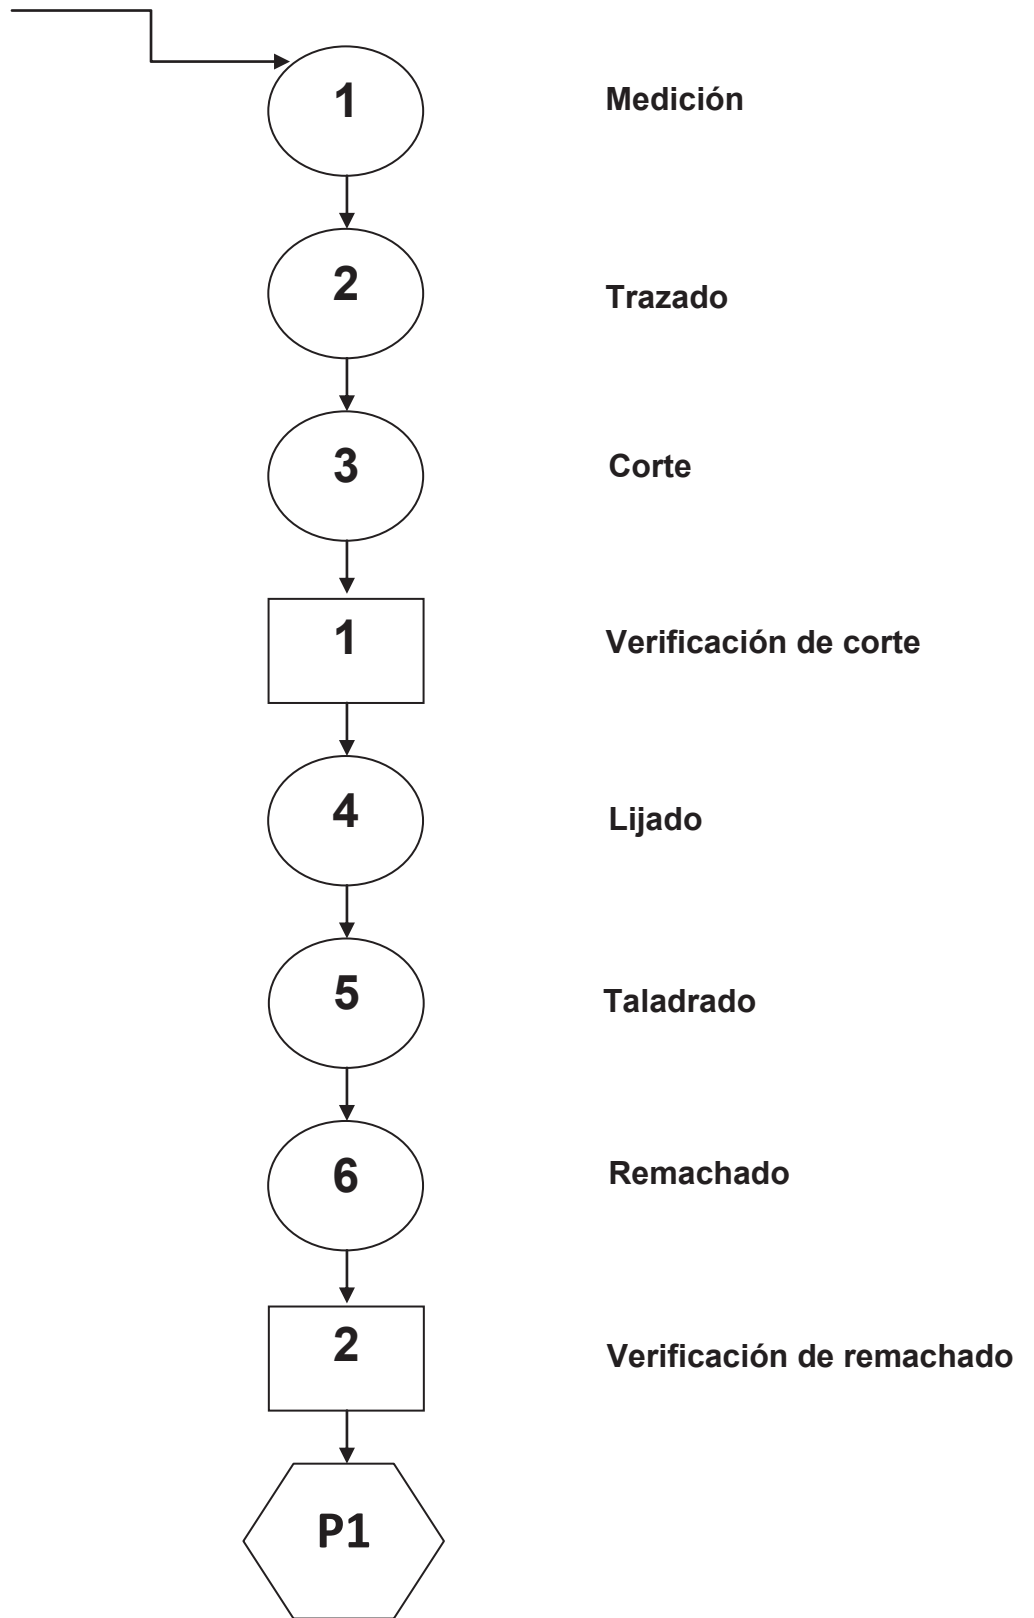 1 Medición
2 Trazado
3 Corte
1 Verificación de corte
4 Lijado
5 Taladrado
6 Remachado
2 Verificación de remachado
P1